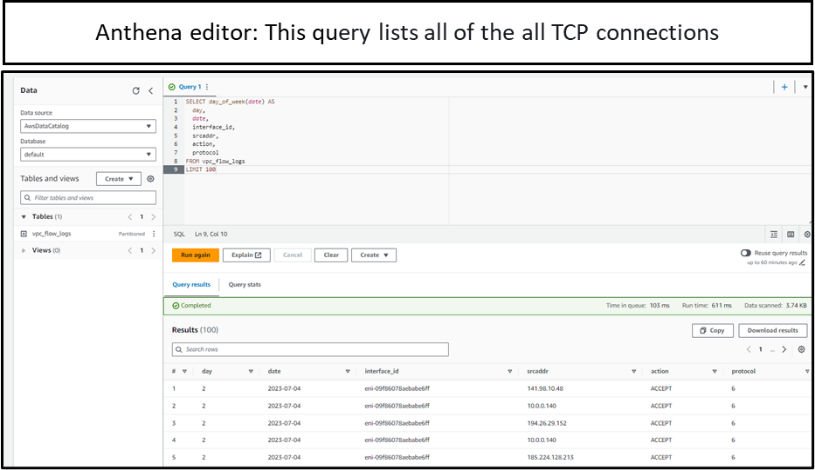 Anthena editor: This query lists all of the all TCP connections
Data
Data source
AwsDataCatalog
Database
default
Tables and views
Create
Filter tables and views
Tables (1)
< 1 >
vpc_flow_logs
Partitioned
Views (0)
< 1 >
Query 1
1 SELECT day_of_week(date) AS
2 day,
3 date,
4 interface_id,
5 srcaddr,
6 action,
7 protocol
8 FROM vpc_flow_logs
9 LIMIT 100
SQL Ln 9, Col 10
Run again
Explain
Cancel
Clear
Create
Reuse query results
up to 60 minutes ago
Query results
Query stats
Completed
Time in queue: 103 ms Run time: 611 ms Data scanned: 3.74 KB
Results (100)
Copy
Download results
Search rows
< 1 ... >
# day date interface_id srcaddr action protocol
1 2 2023-07-04 eni-09f86078aebabe6ff 141.98.10.48 ACCEPT 6
2 2 2023-07-04 eni-09f86078aebabe6ff 10.0.0.140 ACCEPT 6
3 2 2023-07-04 eni-09f86078aebabe6ff 194.26.29.152 ACCEPT 6
4 2 2023-07-04 eni-09f86078aebabe6ff 10.0.0.140 ACCEPT 6
5 2 2023-07-04 eni-09f86078aebabe6ff 185.224.128.213 ACCEPT 6